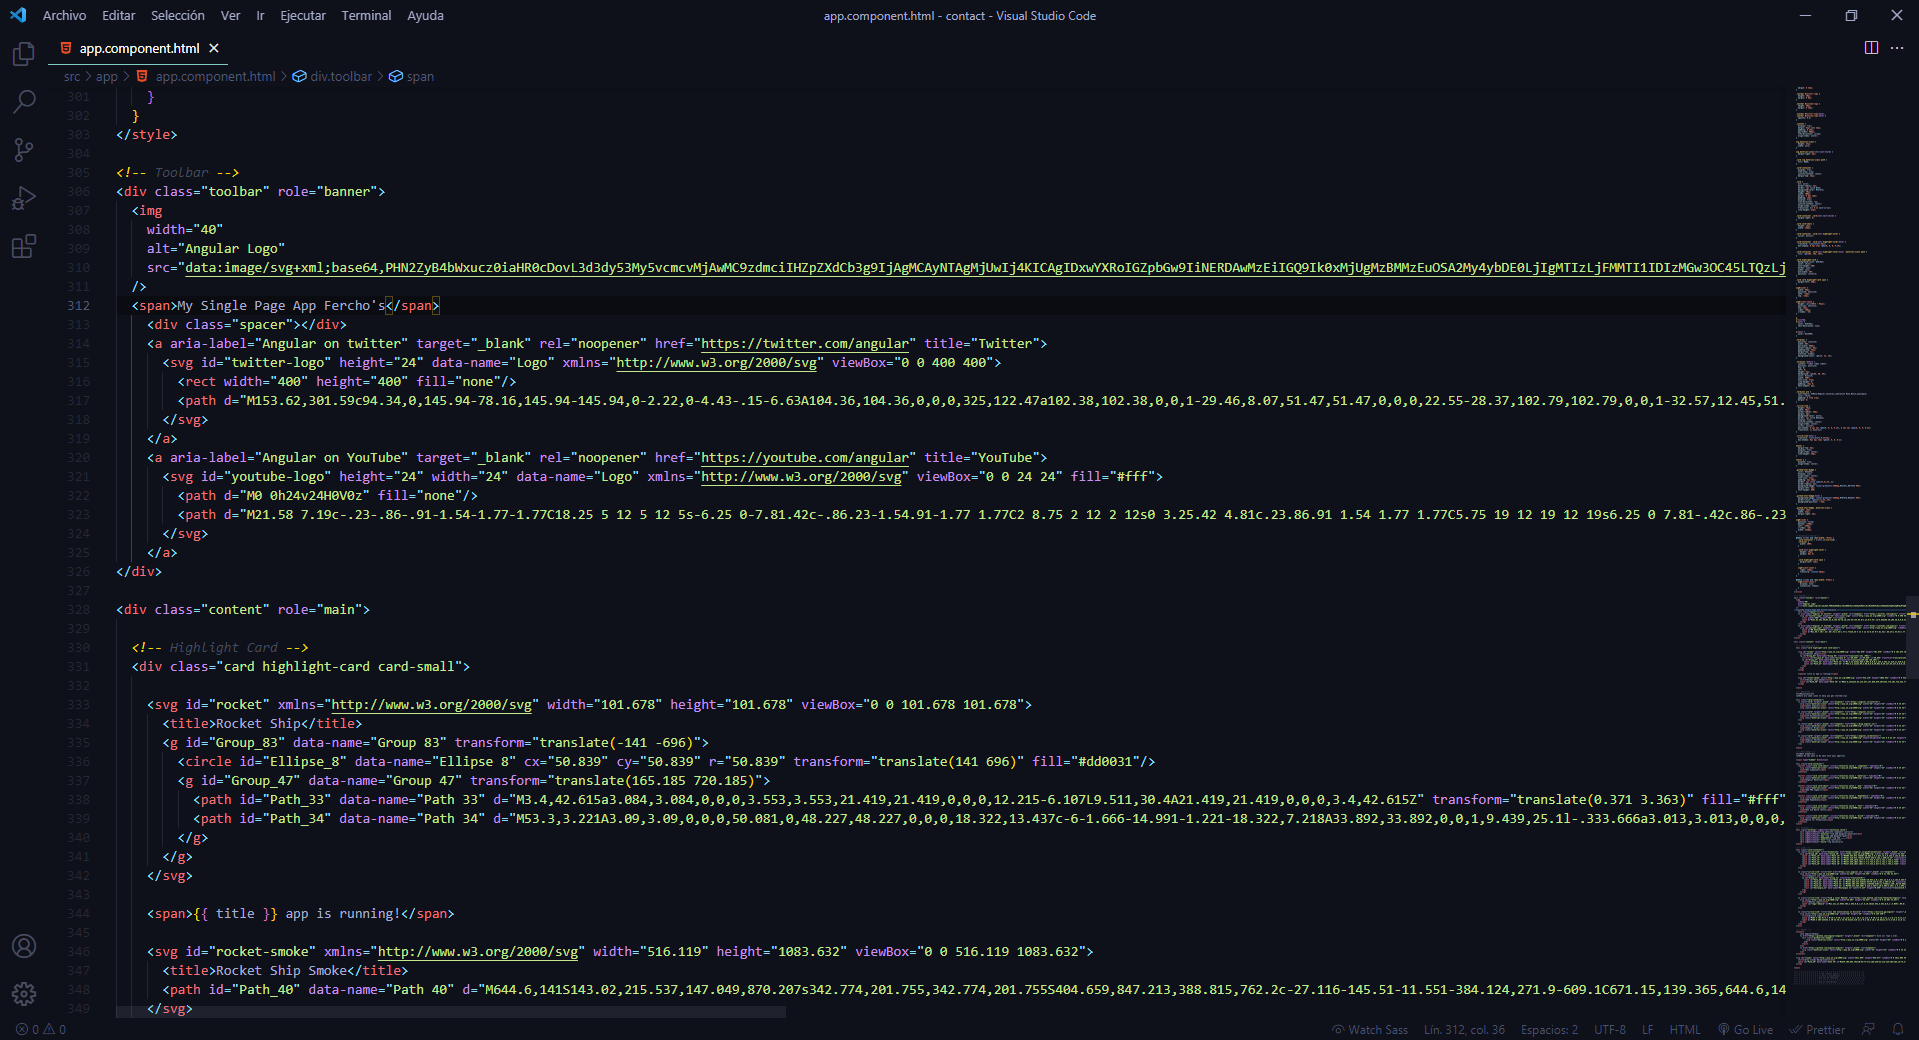 Archivo Editar Selección Ver Ir Ejecutar Terminal Ayuda
app.component.html - contact - Visual Studio Code
app.component.html
src > app > app.component.html > div.toolbar > span
301 }
302 }
303 </style>
304
305 <!-- Toolbar -->
306 <div class="toolbar" role="banner">
307 <img
308 width="40"
309 alt="Angular Logo"
310 src="data:image/svg+xml;base64,
311 />
312 <span>My Single Page App Fercho's</span>
313 <div class="spacer"></div>
314 <a aria-label="Angular on twitter" target="_blank" rel="noopener" href="https://twitter.com/angular" title="Twitter">
315 <svg id="twitter-logo" height="24" data-name="Logo" xmlns="http://www.w3.org/2000/svg" viewBox="0 0 400 400">
316 <rect width="400" height="400" fill="none"/>
317 <path d="M153.62,301.59c94.34,0,145.94-78.16,145.94-145.94,0-2.22,0-4.43-.15-6.63A104.36,104.36,0,0,0,325,122.47a102.38,102.38,0,0,1-29.46,8.07,51.47,51.47,0,0,0,22.55-28.37,102.79,102.79,0,0,1-32.57,12.45,51.
318 </svg>
319 </a>
320 <a aria-label="Angular on YouTube" target="_blank" rel="noopener" href="https://youtube.com/angular" title="YouTube">
321 <svg id="youtube-logo" height="24" width="24" data-name="Logo" xmlns="http://www.w3.org/2000/svg" viewBox="0 0 24 24" fill="#fff">
322 <path d="M0 0h24v24H0V0z" fill="none"/>
323 <path d="M21.58 7.19c-.23-.86-.91-1.54-1.77-1.77C18.25 5 12 5 12 5s-6.25 0-7.81.42c-.86.23-1.54.91-1.77 1.77C2 8.75 2 12 2 12s0 3.25.42 4.81c.23.86.91 1.54 1.77 1.77C5.75 19 12 19 12 19s6.25 0 7.81-.42c.86-.23
324 </svg>
325 </a>
326 </div>
327
328 <div class="content" role="main">
329
330 <!-- Highlight Card -->
331 <div class="card highlight-card card-small">
332
333 <svg id="rocket" xmlns="http://www.w3.org/2000/svg" width="101.678" height="101.678" viewBox="0 0 101.678 101.678">
334 <title>Rocket Ship</title>
335 <g id="Group_83" data-name="Group 83" transform="translate(-141 -696)">
336 <circle id="Ellipse_8" data-name="Ellipse 8" cx="50.839" cy="50.839" r="50.839" transform="translate(141 696)" fill="#dd0031"/>
337 <g id="Group_47" data-name="Group 47" transform="translate(165.185 720.185)">
338 <path id="Path_33" data-name="Path 33" d="M3.4,42.615a3.084,3.084,0,0,0,3.553,3.553,21.419,21.419,0,0,0,12.215-6.107L9.511,30.4A21.419,21.419,0,0,0,3.4,42.615Z" transform="translate(0.371 3.363)" fill="#fff"
339 <path id="Path_34" data-name="Path 34" d="M53.3,3.221A3.09,3.09,0,0,0,50.081,0,48.227,48.227,0,0,0,18.322,13.437c-6-1.666-14.991-1.221-18.322,7.218A33.892,33.892,0,0,1,9.439,25.1l-.333.666a3.013,3.013,0,0,0,
340 </g>
341 </g>
342 </svg>
343
344 <span>{{ title }} app is running!</span>
345
346 <svg id="rocket-smoke" xmlns="http://www.w3.org/2000/svg" width="516.119" height="1083.632" viewBox="0 0 516.119 1083.632">
347 <title>Rocket Ship Smoke</title>
348 <path id="Path_40" data-name="Path 40" d="M644.6,141S143.02,215.537,147.049,870.207s342.774,201.755,342.774,201.755S404.659,847.213,388.815,762.2c-27.116-145.51-11.551-384.124,271.9-609.1C671.15,139.365,644.6,14
349 </svg>
0 0 Watch Sass Lín. 312, col. 36 Espacios: 2 UTF-8 LF HTML Go Live Prettier